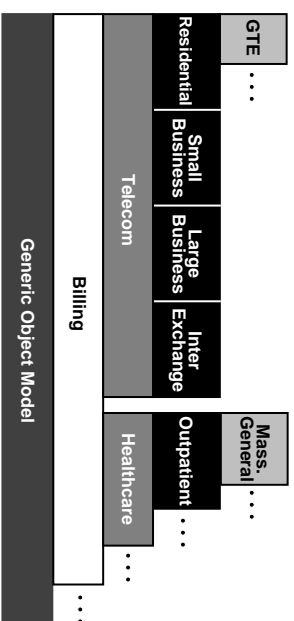 GTE
. . .
Mass.
General
. . .
Residential
Small
Business
Large
Business
Inter
Exchange
Outpatient
. . .
Telecom
Healthcare
. . .
Billing
. . .
Generic Object Model